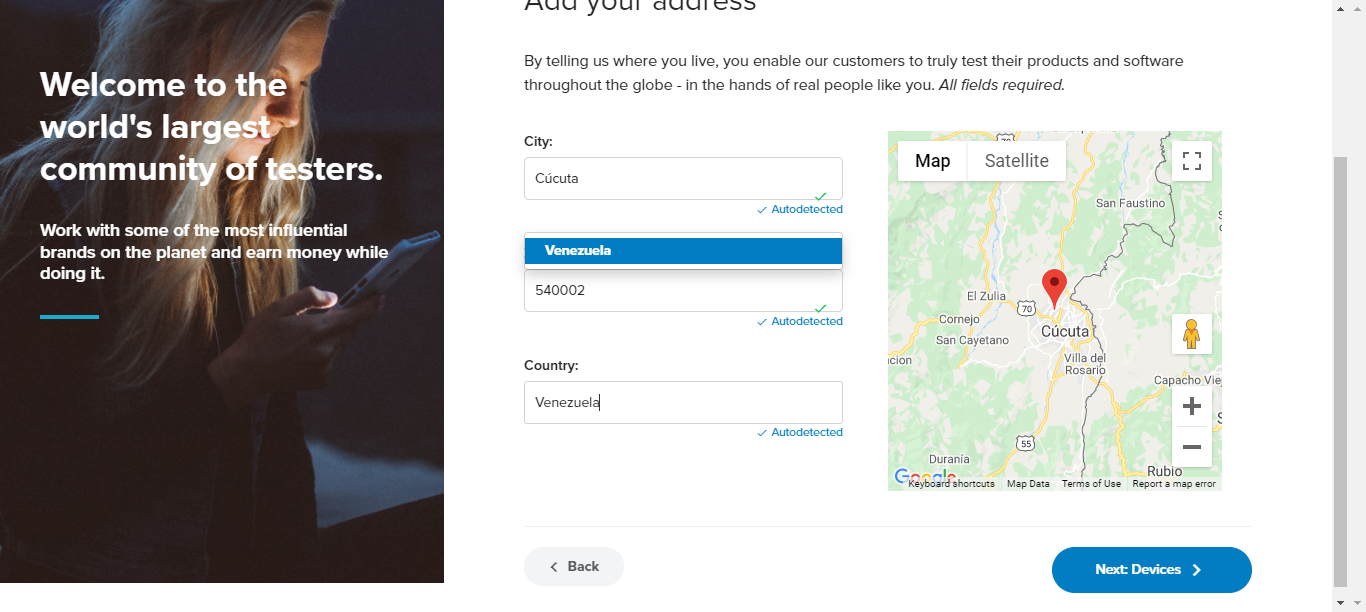 Add your address
Welcome to the
world's largest
community of testers.
Work with some of the most influential
brands on the planet and earn money while
doing it.
By telling us where you live, you enable our customers to truly test their products and software
throughout the globe - in the hands of real people like you. All fields required.
City:
Cúcuta
Autodetected
Venezuela
540002
Autodetected
Country:
Venezuela
Autodetected
Map
Satellite
San Faustino
El Zulia
70
70
Cornejo
Cúcuta
San Cayetano
Villa del
Rosario
Capacho Vie
55
Duranía
Rubio
Google
Keyboard shortcuts
Map Data
Terms of Use
Report a map error
Back
Next: Devices